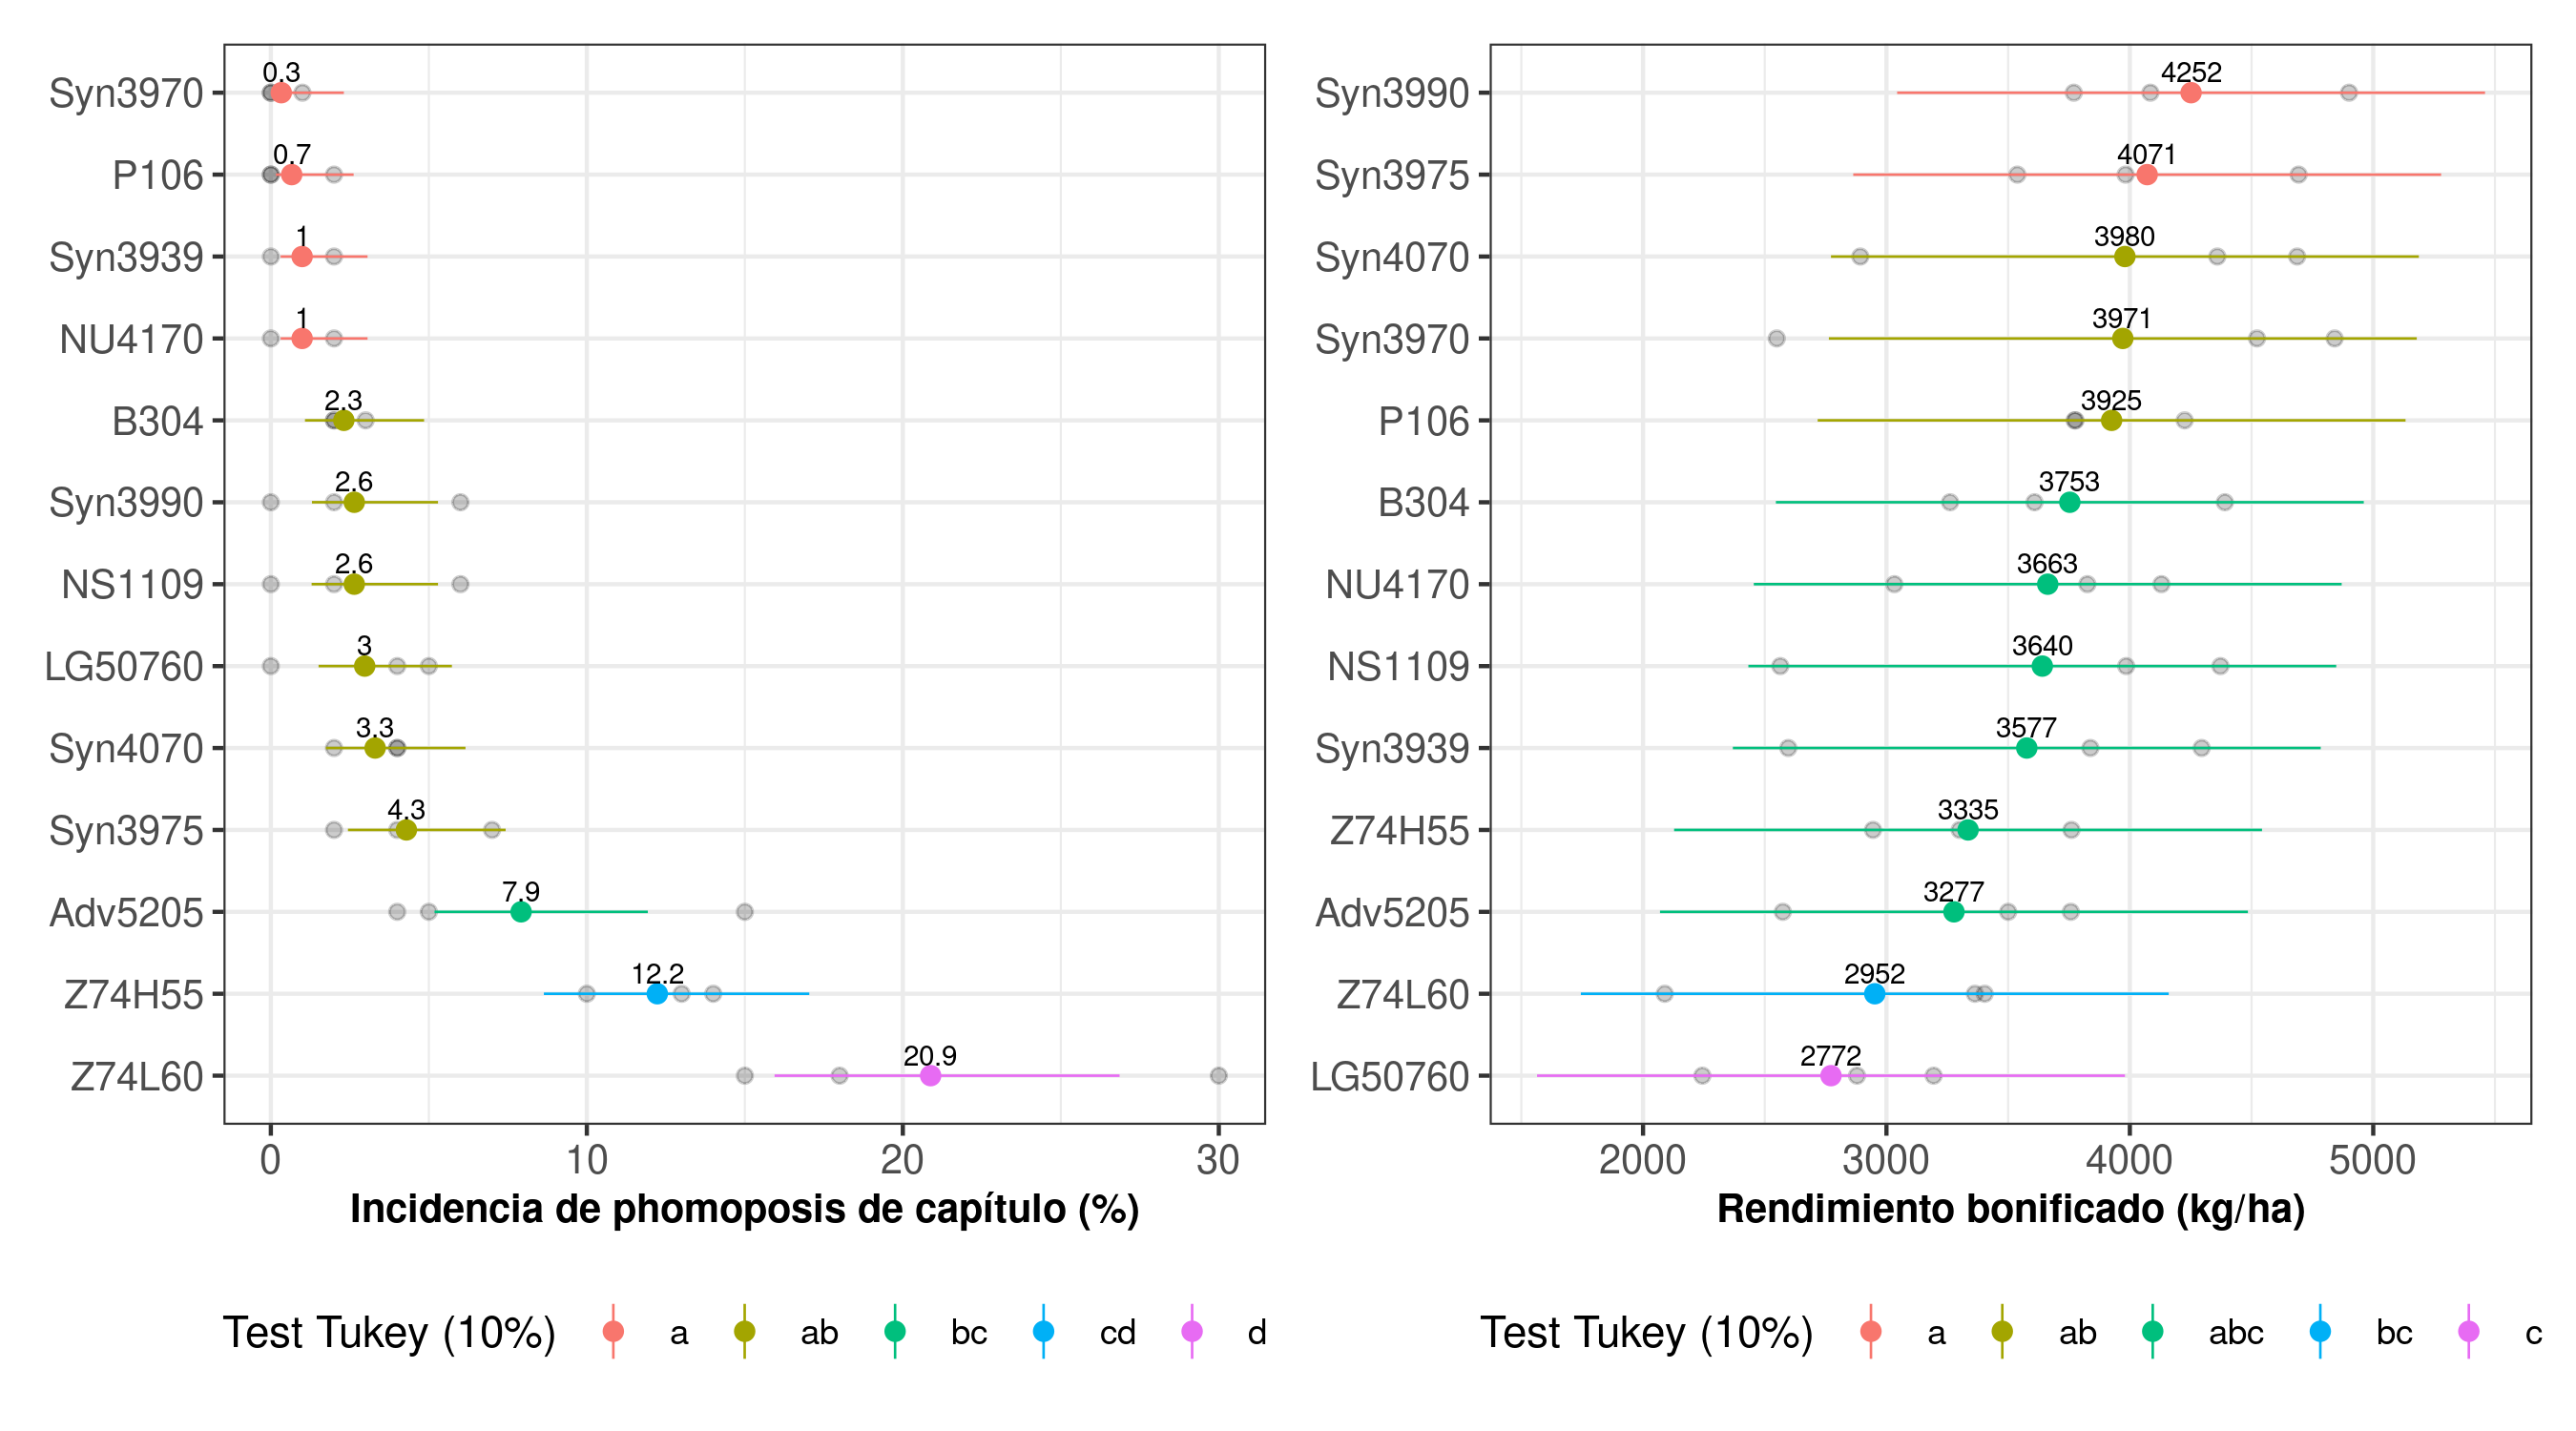 Syn3970 0.3
P106 0.7
Syn3939 1
NU4170 1
B304 2.3
Syn3990 2.6
NS1109 2.6
LG50760 3
Syn4070 3.3
Syn3975 4.3
Adv5205 7.9
Z74H55 12.2
Z74L60 20.9
0 10 20 30
Incidencia de phomoposis de capítulo (%)
Test Tukey (10%) a ab bc cd d
Syn3990 4252
Syn3975 4071
Syn4070 3980
Syn3970 3971
P106 3925
B304 3753
NU4170 3663
NS1109 3640
Syn3939 3577
Z74H55 3335
Adv5205 3277
Z74L60 2952
LG50760 2772
2000 3000 4000 5000
Rendimiento bonificado (kg/ha)
Test Tukey (10%) a ab abc bc c